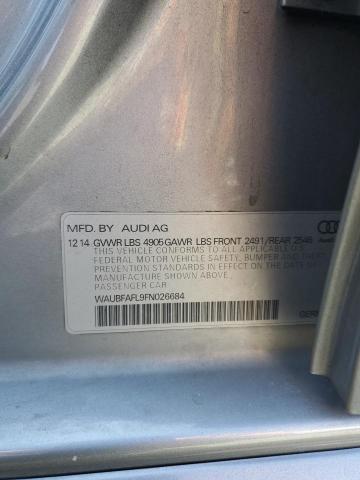 MFD. BY AUDI AG
12 14 GVWR LBS 4905 GAWR LBS FRONT 2491/REAR 2546
THIS VEHICLE CONFORMS TO ALL APPLICABLE U.S.
FEDERAL MOTOR VEHICLE SAFETY, BUMPER AND THEFT
PREVENTION STANDARDS IN EFFECT ON THE DATE OF
MANUFACTURE SHOWN ABOVE.
PASSENGER CAR
WAUBFAFL9FN026684